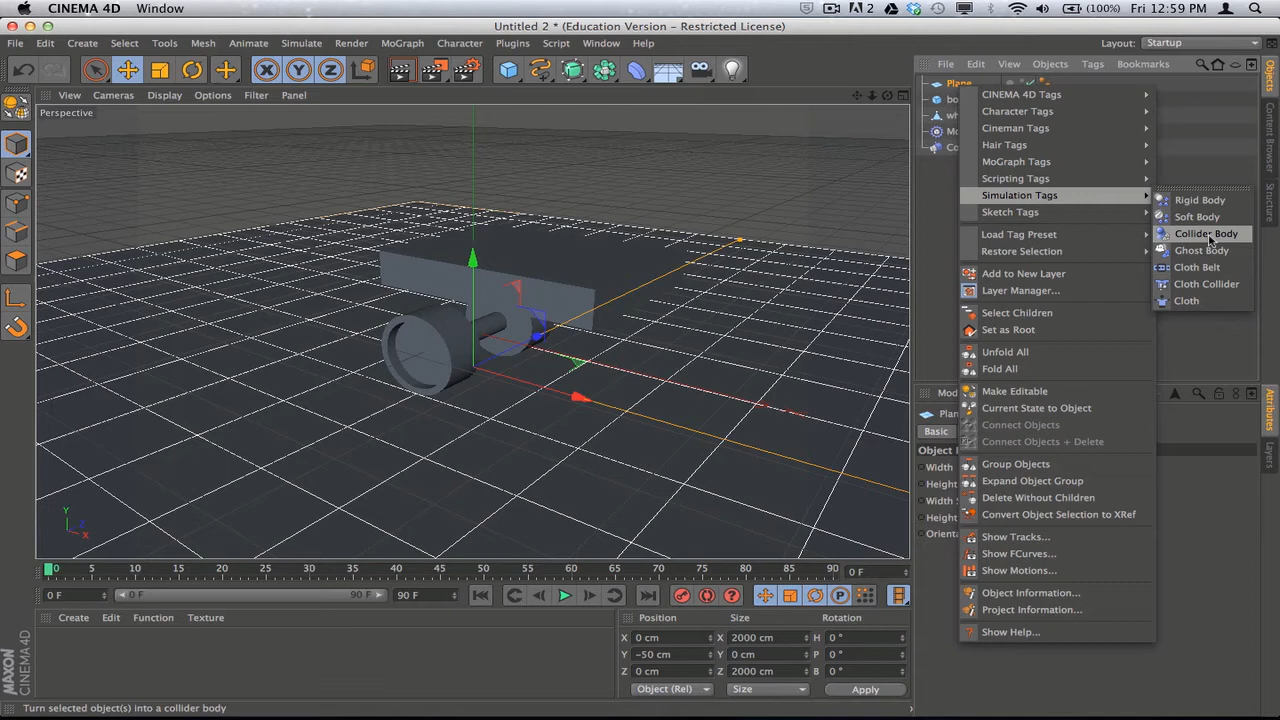 CINEMA 4D Window
(100%) Fri 12:59 PM
Untitled 2 * (Education Version - Restricted License)
File Edit Create Select Tools Mesh Animate Simulate Render MoGraph Character Plugins Script Window Help
Layout: Startup
View Cameras Display Options Filter Panel
File Edit View Objects Tags Bookmarks
Perspective
Plane
CINEMA 4D Tags
Character Tags
Cineman Tags
Hair Tags
MoGraph Tags
Scripting Tags
Simulation Tags
Sketch Tags
Load Tag Preset
Restore Selection
Add to New Layer
Layer Manager...
Select Children
Set as Root
Unfold All
Fold All
Make Editable
Current State to Object
Connect Objects
Connect Objects + Delete
Group Objects
Expand Object Group
Delete Without Children
Convert Object Selection to XRef
Show Tracks...
Show FCurves...
Show Motions...
Object Information...
Project Information...
Show Help...
Rigid Body
Soft Body
Collider Body
Ghost Body
Cloth Belt
Cloth Collider
Cloth
Objects
Content Browser
Structure
Attributes
Layers
Basic
Width
Y
Z
X
0 5 10 15 20 25 30 35 40 45 50 55 60 65 70 75 80 85 90 0 F
0 F 0 F 90 F 90 F
Create Edit Function Texture
Position Size Rotation
X 0 cm X 2000 cm H 0 °
Y -50 cm Y 0 cm P 0 °
Z 0 cm Z 2000 cm B 0 °
Object (Rel) Size Apply
MAXON CINEMA 4D
Turn selected object(s) into a collider body